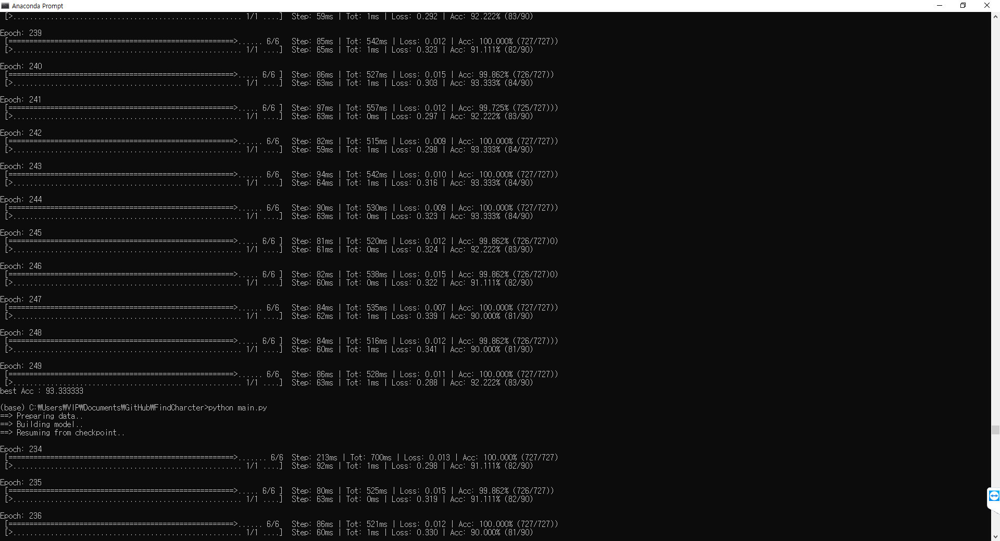 Anaconda Prompt
[>....................................................... 1/1 ....]  Step: 59ms | Tot: 1ms | Loss: 0.292 | Acc: 92.222% (83/90)
Epoch: 239
[======================================================>...... 6/6   Step: 85ms | Tot: 542ms | Loss: 0.012 | Acc: 100.000% (727/727))
[>....................................................... 1/1 ....]  Step: 65ms | Tot: 1ms | Loss: 0.323 | Acc: 91.111% (82/90)
Epoch: 240
[======================================================>..... 6/6 ]  Step: 86ms | Tot: 527ms | Loss: 0.015 | Acc: 99.862% (726/727))
[>....................................................... 1/1 ....]  Step: 63ms | Tot: 1ms | Loss: 0.303 | Acc: 93.333% (84/90)
Epoch: 241
[======================================================>..... 6/6 ]  Step: 97ms | Tot: 557ms | Loss: 0.012 | Acc: 99.725% (725/727)))
[>....................................................... 1/1 ....]  Step: 63ms | Tot: 0ms | Loss: 0.297 | Acc: 92.222% (83/90)
Epoch: 242
[======================================================>...... 6/6   Step: 82ms | Tot: 515ms | Loss: 0.009 | Acc: 100.000% (727/727))
[>....................................................... 1/1 ....]  Step: 59ms | Tot: 1ms | Loss: 0.298 | Acc: 93.333% (84/90)
Epoch: 243
[======================================================>...... 6/6   Step: 94ms | Tot: 542ms | Loss: 0.010 | Acc: 100.000% (727/727))
[>....................................................... 1/1 ....]  Step: 64ms | Tot: 1ms | Loss: 0.316 | Acc: 93.333% (84/90)
Epoch: 244
[======================================================>...... 6/6   Step: 90ms | Tot: 530ms | Loss: 0.009 | Acc: 100.000% (727/727))
[>....................................................... 1/1 ....]  Step: 63ms | Tot: 0ms | Loss: 0.323 | Acc: 93.333% (84/90)
Epoch: 245
[======================================================>..... 6/6 ]  Step: 81ms | Tot: 520ms | Loss: 0.012 | Acc: 99.862% (726/727)0)
[>....................................................... 1/1 ....]  Step: 61ms | Tot: 0ms | Loss: 0.324 | Acc: 92.222% (83/90)
Epoch: 246
[======================================================>..... 6/6 ]  Step: 82ms | Tot: 538ms | Loss: 0.015 | Acc: 99.862% (726/727)0)
[>....................................................... 1/1 ....]  Step: 60ms | Tot: 0ms | Loss: 0.322 | Acc: 91.111% (82/90)
Epoch: 247
[======================================================>...... 6/6   Step: 84ms | Tot: 535ms | Loss: 0.007 | Acc: 100.000% (727/727))
[>....................................................... 1/1 ....]  Step: 62ms | Tot: 1ms | Loss: 0.339 | Acc: 90.000% (81/90)
Epoch: 248
[======================================================>..... 6/6 ]  Step: 84ms | Tot: 516ms | Loss: 0.012 | Acc: 99.862% (726/727)))
[>....................................................... 1/1 ....]  Step: 60ms | Tot: 1ms | Loss: 0.341 | Acc: 90.000% (81/90)
Epoch: 249
[======================================================>...... 6/6   Step: 86ms | Tot: 528ms | Loss: 0.011 | Acc: 100.000% (727/727))
[>....................................................... 1/1 ....]  Step: 63ms | Tot: 1ms | Loss: 0.288 | Acc: 92.222% (83/90)
best Acc : 93.333333
(base) C:₩Users₩VIP₩Documents₩GitHub₩FindCharcter>python main.py
==> Preparing data..
==> Building model..
==> Resuming from checkpoint..
Epoch: 234
[======================================================>....... 6/6  Step: 213ms | Tot: 700ms | Loss: 0.013 | Acc: 100.000% (727/727)
[>....................................................... 1/1 ....]  Step: 92ms | Tot: 1ms | Loss: 0.298 | Acc: 91.111% (82/90)
Epoch: 235
[======================================================>..... 6/6 ]  Step: 80ms | Tot: 525ms | Loss: 0.015 | Acc: 99.862% (726/727))
[>....................................................... 1/1 ....]  Step: 63ms | Tot: 0ms | Loss: 0.319 | Acc: 91.111% (82/90)
Epoch: 236
[======================================================>...... 6/6   Step: 86ms | Tot: 521ms | Loss: 0.012 | Acc: 100.000% (727/727))
[>....................................................... 1/1 ....]  Step: 60ms | Tot: 1ms | Loss: 0.330 | Acc: 90.000% (81/90)